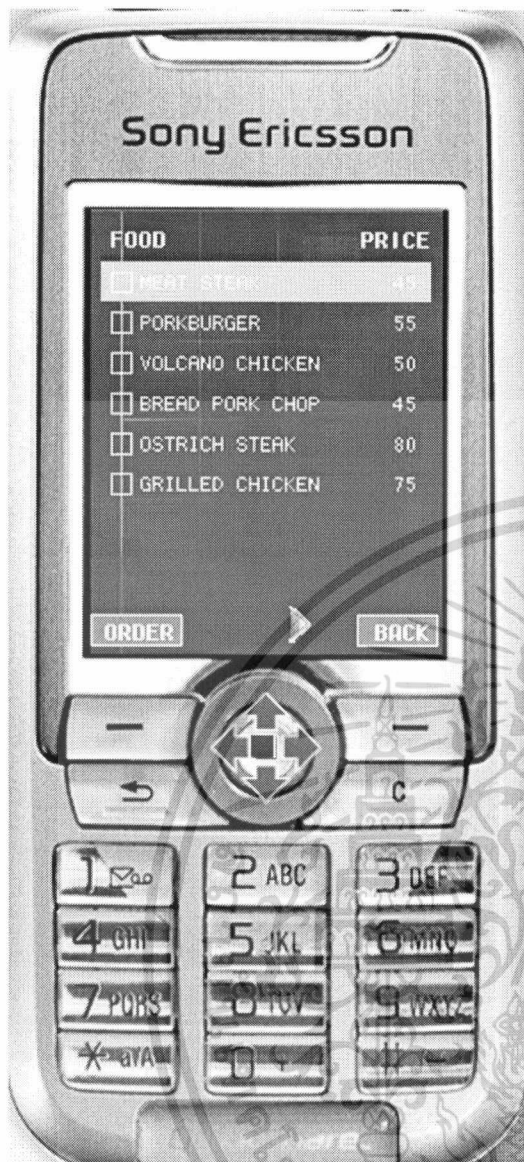 Sony Ericsson
FOOD PRICE
MEAT STEAK 45
PORKBURGER 55
VOLCANO CHICKEN 50
BREAD PORK CHOP 45
OSTRICH STEAK 80
GRILLED CHICKEN 75
ORDER BACK
C
1 2 ABC 3 DEF
4 GHI 5 JKL 6 MNO
7 PQRS 8 TUV 9 WXYZ
* a/A 0 + #